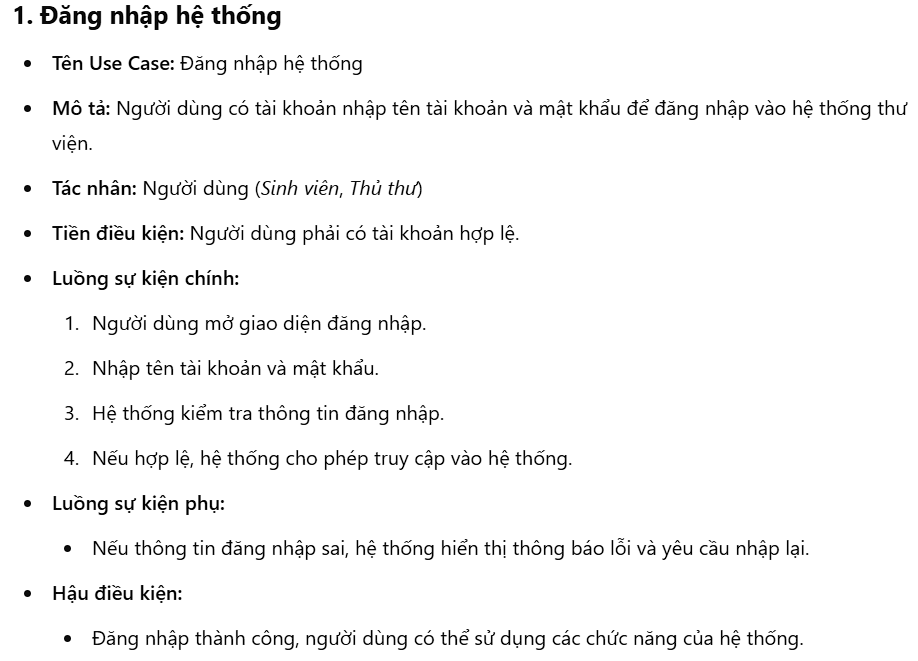 1. Đăng nhập hệ thống
• Tên Use Case: Đăng nhập hệ thống
• Mô tả: Người dùng có tài khoản nhập tên tài khoản và mật khẩu để đăng nhập vào hệ thống thư
viện.
• Tác nhân: Người dùng (Sinh viên, Thủ thư)
• Tiền điều kiện: Người dùng phải có tài khoản hợp lệ.
• Luồng sự kiện chính:
1. Người dùng mở giao diện đăng nhập.
2. Nhập tên tài khoản và mật khẩu.
3. Hệ thống kiểm tra thông tin đăng nhập.
4. Nếu hợp lệ, hệ thống cho phép truy cập vào hệ thống.
• Luồng sự kiện phụ:
• Nếu thông tin đăng nhập sai, hệ thống hiển thị thông báo lỗi và yêu cầu nhập lại.
• Hậu điều kiện:
• Đăng nhập thành công, người dùng có thể sử dụng các chức năng của hệ thống.